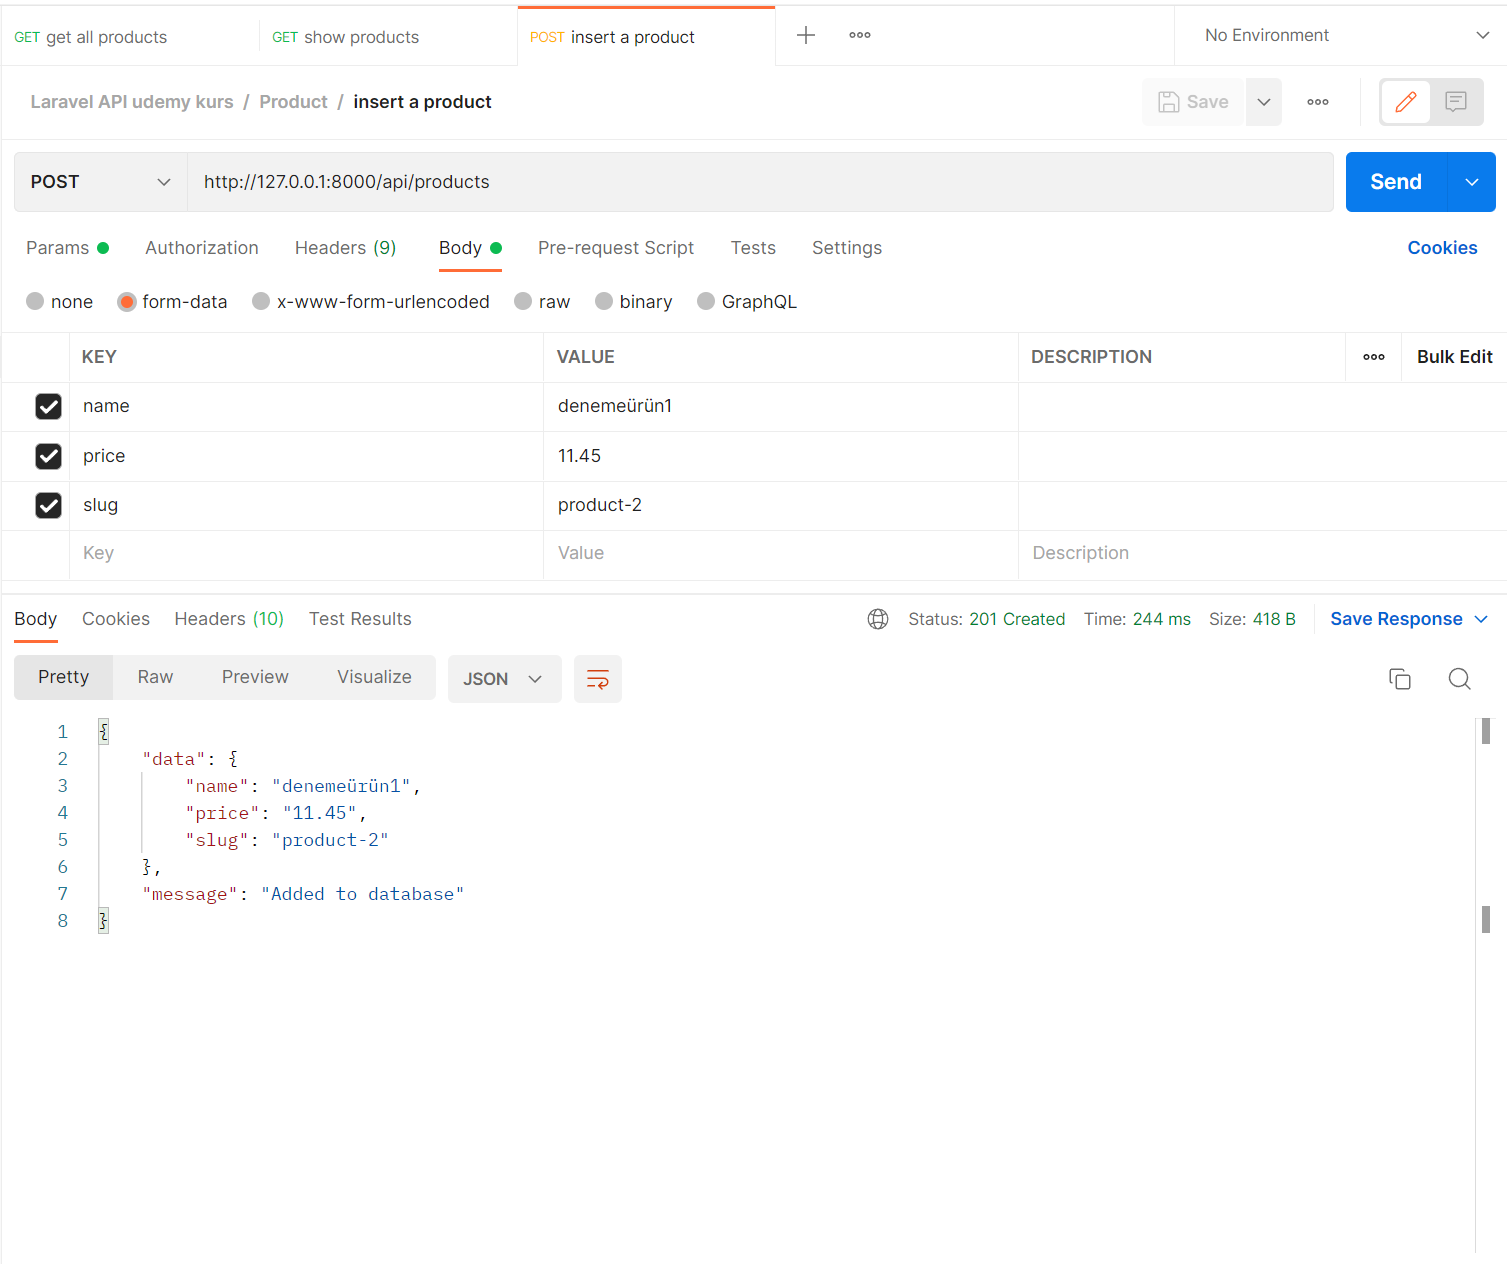 GET get all products GET show products POST insert a product No Environment
Laravel API udemy kurs / Product / insert a product Save
POST http://127.0.0.1:8000/api/products Send
Params Authorization Headers (9) Body Pre-request Script Tests Settings Cookies
none form-data x-www-form-urlencoded raw binary GraphQL
KEY VALUE DESCRIPTION Bulk Edit
name denemeürün1
price 11.45
slug product-2
Key Value Description
Body Cookies Headers (10) Test Results Status: 201 Created Time: 244 ms Size: 418 B Save Response
Pretty Raw Preview Visualize JSON
1 {
2 "data": {
3 "name": "denemeürün1",
4 "price": "11.45",
5 "slug": "product-2"
6 },
7 "message": "Added to database"
8 }